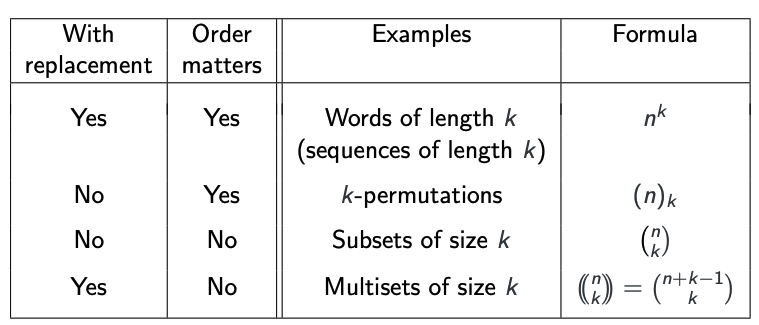 With replacement | Order matters | Examples | Formula
Yes | Yes | Words of length k (sequences of length k) | n^k
No | Yes | k-permutations | (n)_k
No | No | Subsets of size k | \binom{n}{k}
Yes | No | Multisets of size k | \left(\!\binom{n}{k}\!\right) = \binom{n+k-1}{k}